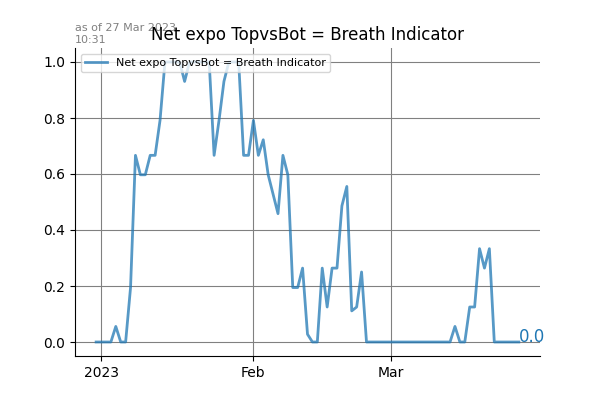 as of 27 Mar 2023
10:31
Net expo TopvsBot = Breath Indicator
Net expo TopvsBot = Breath Indicator
1.0
0.8
0.6
0.4
0.2
0.0
0.0
2023 Feb Mar